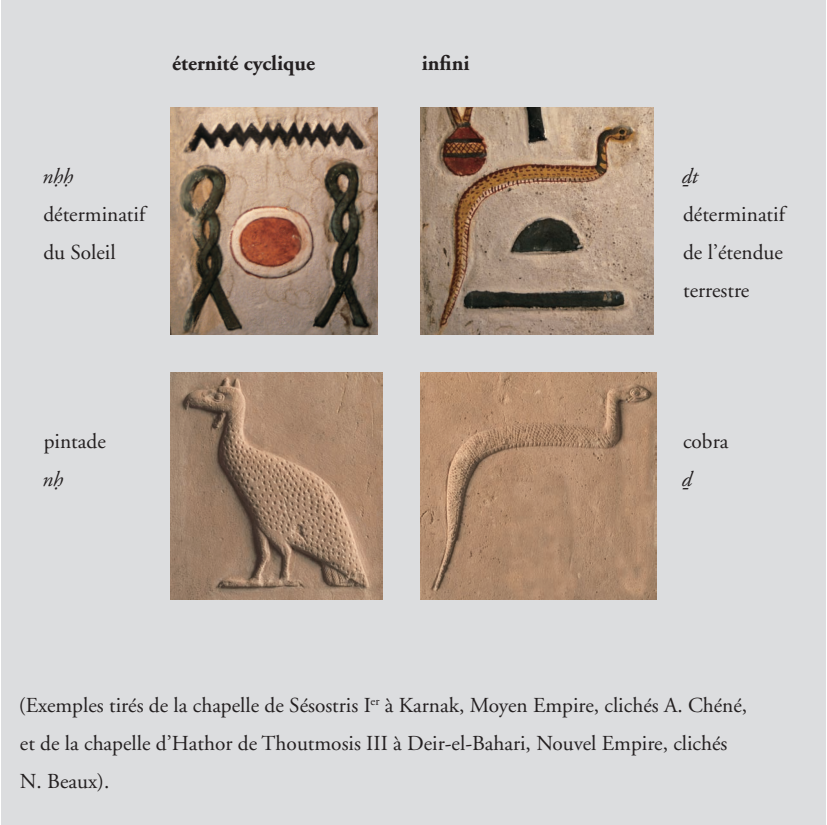 éternité cyclique
infini
nḥḥ
déterminatif
du Soleil
ḏt
déterminatif
de l’étendue
terrestre
pintade
nḥ
cobra
ḏ
(Exemples tirés de la chapelle de Sésostris Iᵉʳ à Karnak, Moyen Empire, clichés A. Chéné,
et de la chapelle d’Hathor de Thoutmosis III à Deir-el-Bahari, Nouvel Empire, clichés
N. Beaux).